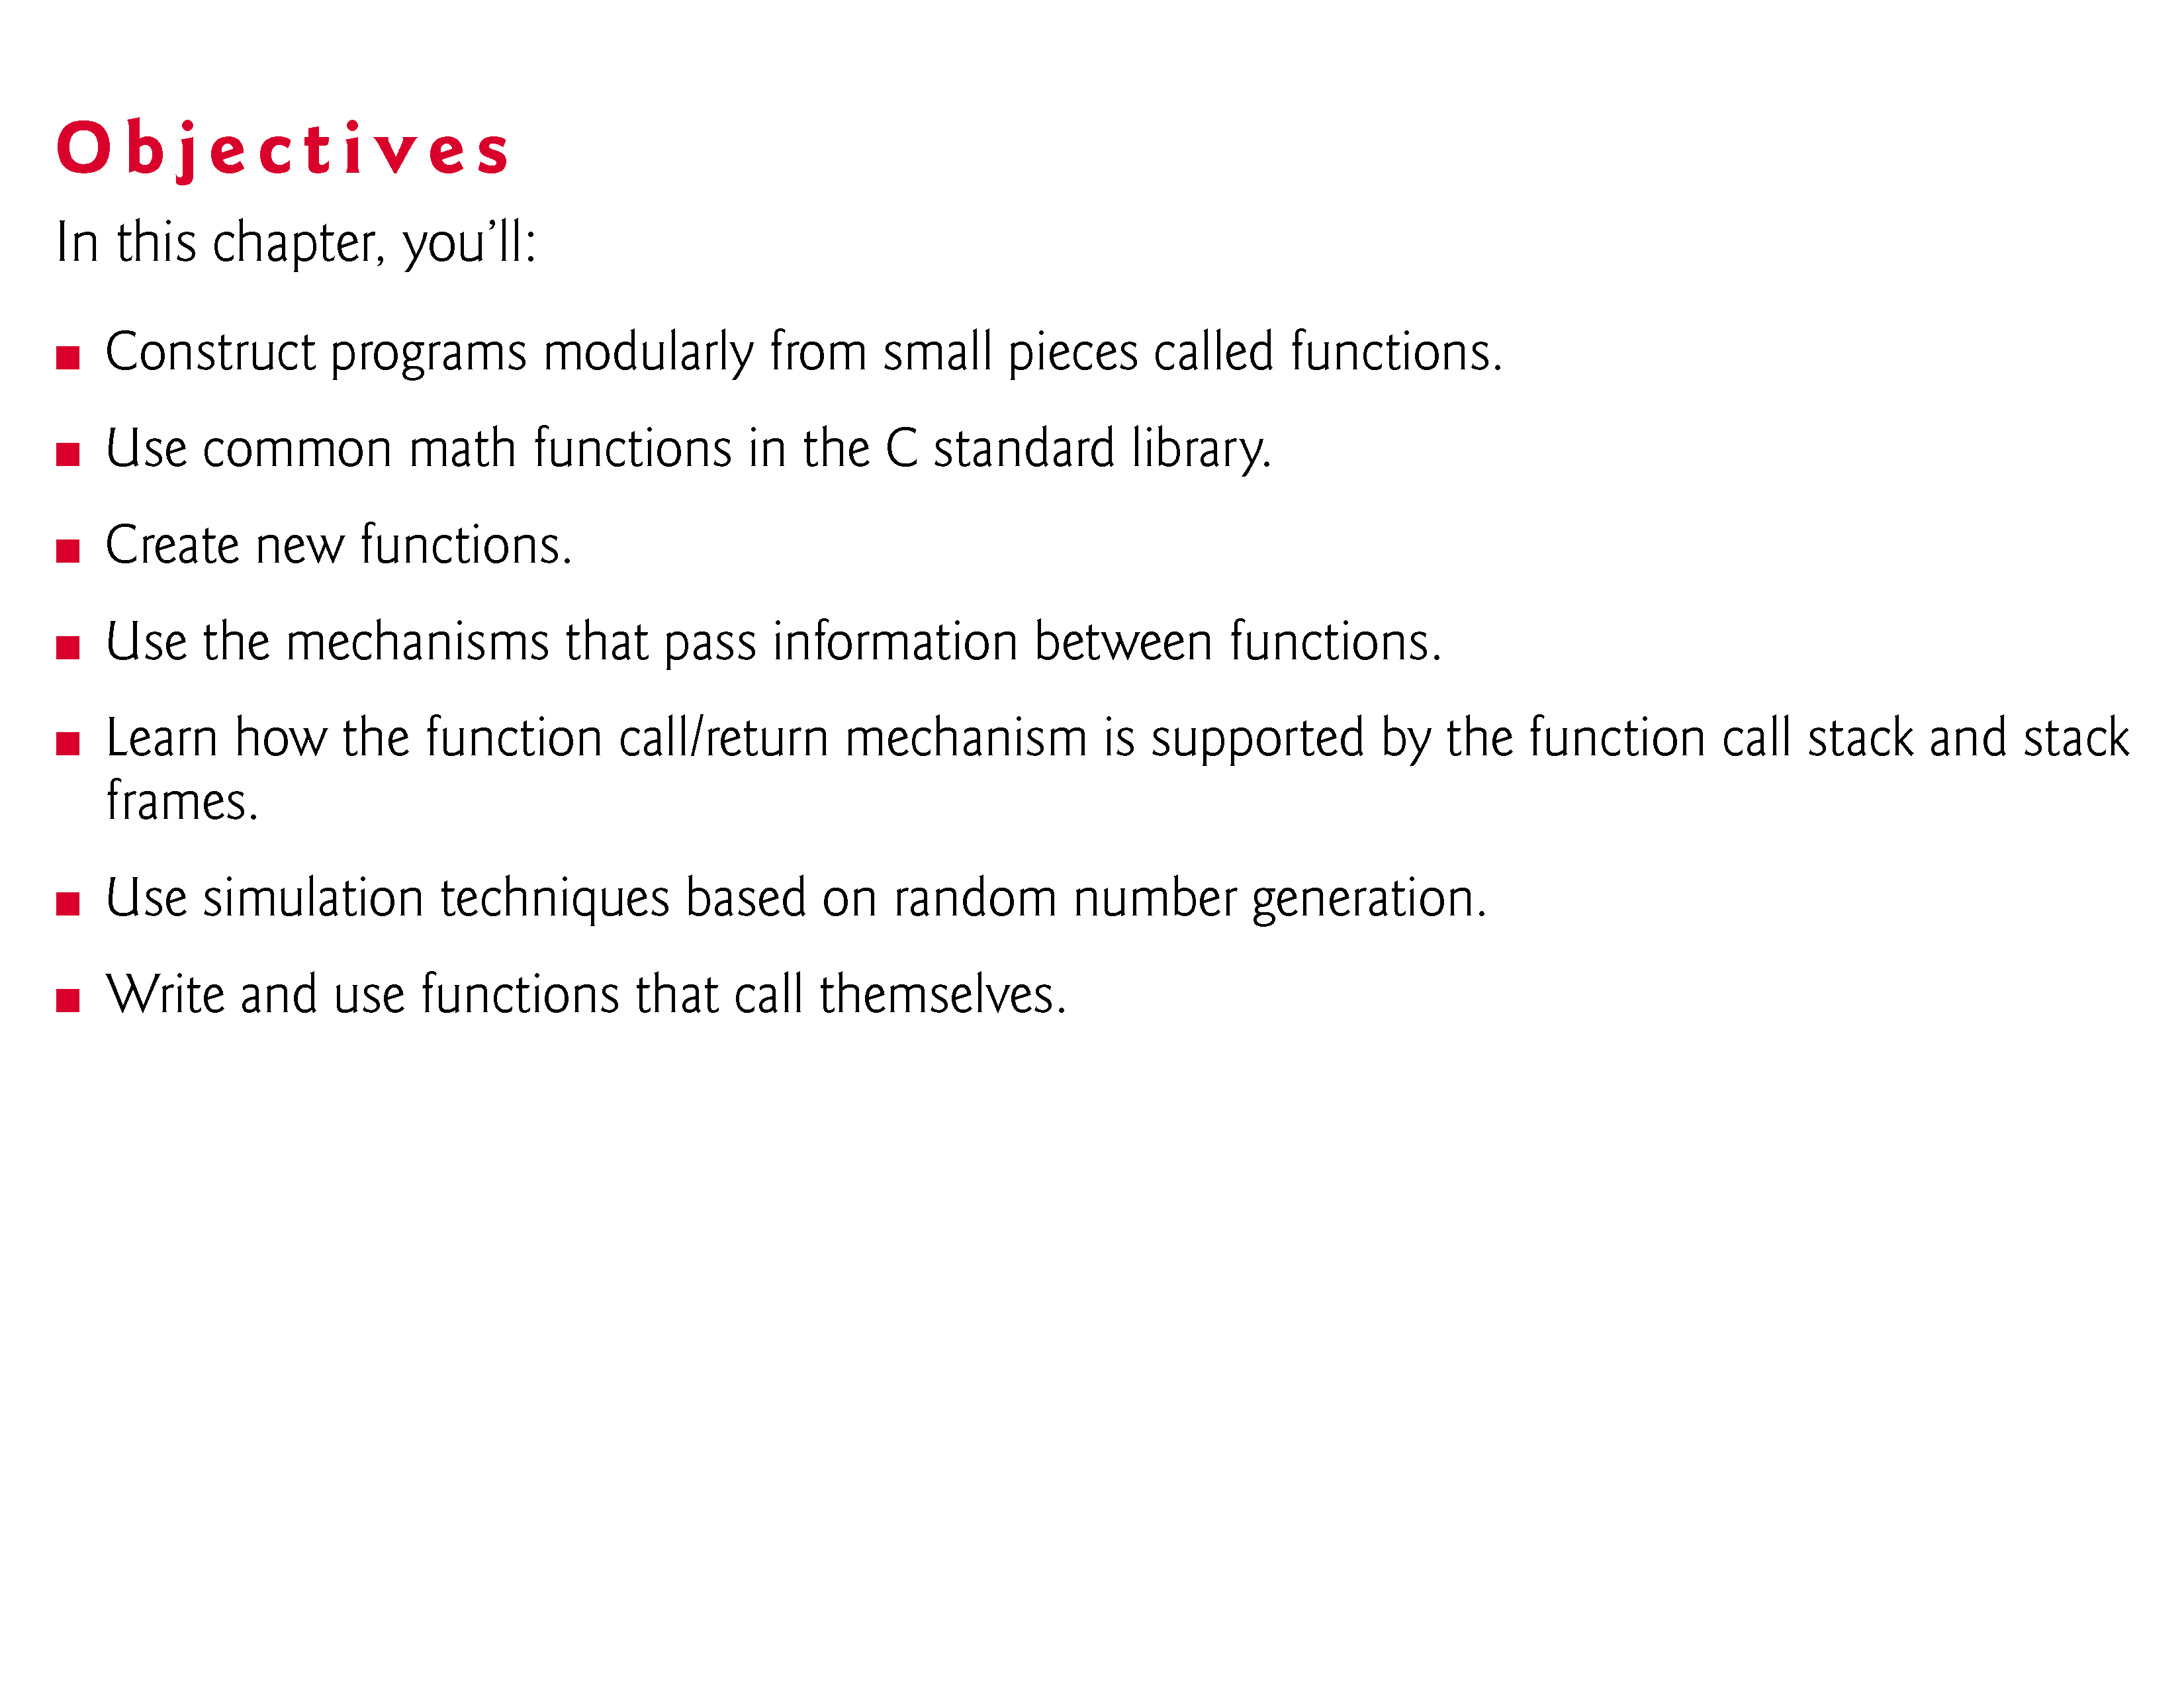 Objectives
In this chapter, you’ll:
■ Construct programs modularly from small pieces called functions.
■ Use common math functions in the C standard library.
■ Create new functions.
■ Use the mechanisms that pass information between functions.
■ Learn how the function call/return mechanism is supported by the function call stack and stack
frames.
■ Use simulation techniques based on random number generation.
■ Write and use functions that call themselves.